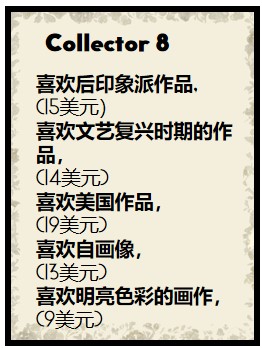 Collector 8
喜欢后印象派作品.
(15美元)
喜欢文艺复兴时期的作
品，
(14美元)
喜欢美国作品，
(19美元)
喜欢自画像，
(13美元)
喜欢明亮色彩的画作，
(9美元)